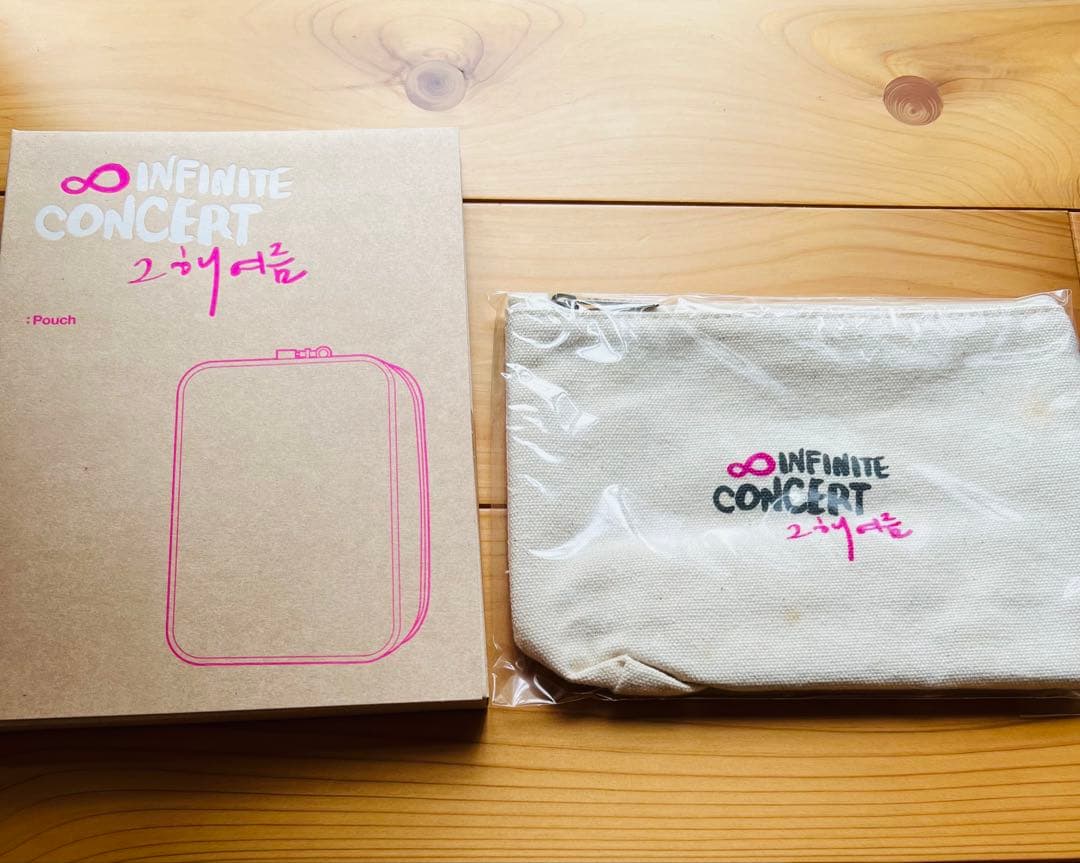 ∞ INFINITE
CONCERT
그 해 여름
: Pouch
∞ INFINITE
CONCERT
그 해 여름